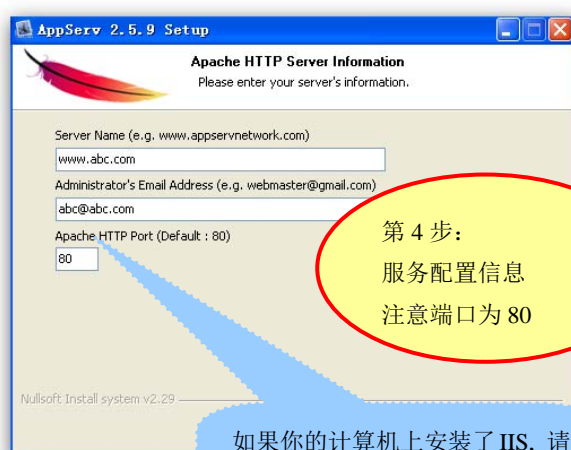 AppServ 2.5.9 Setup
Apache HTTP Server Information
Please enter your server's information.
Server Name (e.g. www.appservnetwork.com)
www.abc.com
Administrator's Email Address (e.g. webmaster@gmail.com)
abc@abc.com
Apache HTTP Port (Default : 80)
80
第 4 步:
服务配置信息
注意端口为 80
Nullsoft Install system v2.29
如果你的计算机上安装了 IIS, 请